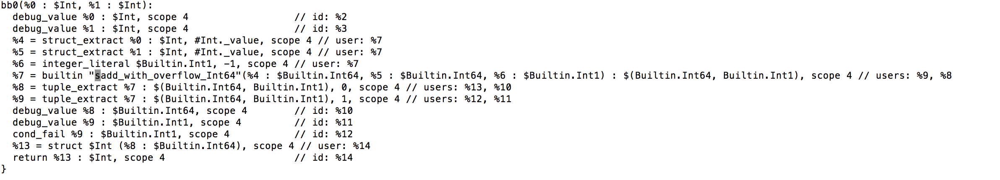 bb0(%0 : $Int, %1 : $Int):
  debug_value %0 : $Int, scope 4                  // id: %2
  debug_value %1 : $Int, scope 4                  // id: %3
  %4 = struct_extract %0 : $Int, #Int._value, scope 4 // user: %7
  %5 = struct_extract %1 : $Int, #Int._value, scope 4 // user: %7
  %6 = integer_literal $Builtin.Int1, -1, scope 4 // user: %7
  %7 = builtin "sadd_with_overflow_Int64"(%4 : $Builtin.Int64, %5 : $Builtin.Int64, %6 : $Builtin.Int1) : $(Builtin.Int64, Builtin.Int1), scope 4 // users: %9, %8
  %8 = tuple_extract %7 : $(Builtin.Int64, Builtin.Int1), 0, scope 4 // users: %13, %10
  %9 = tuple_extract %7 : $(Builtin.Int64, Builtin.Int1), 1, scope 4 // users: %12, %11
  debug_value %8 : $Builtin.Int64, scope 4        // id: %10
  debug_value %9 : $Builtin.Int1, scope 4         // id: %11
  cond_fail %9 : $Builtin.Int1, scope 4           // id: %12
  %13 = struct $Int (%8 : $Builtin.Int64), scope 4 // user: %14
  return %13 : $Int, scope 4                      // id: %14
}